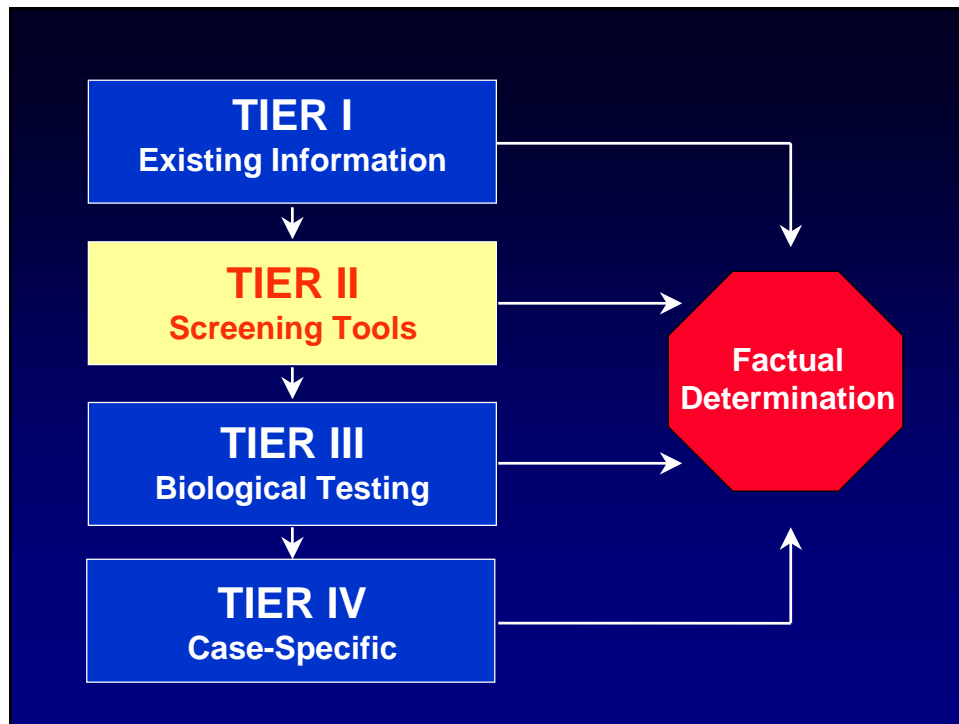 TIER I
Existing Information
TIER II
Screening Tools
TIER III
Biological Testing
TIER IV
Case-Specific
Factual
Determination